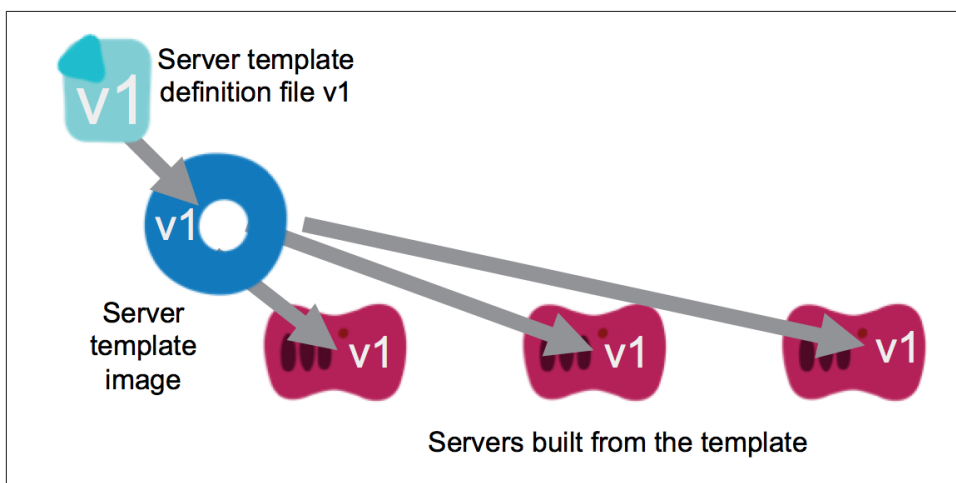 Server template
definition file v1
v1
v1
Server
template
image
v1
v1
v1
Servers built from the template